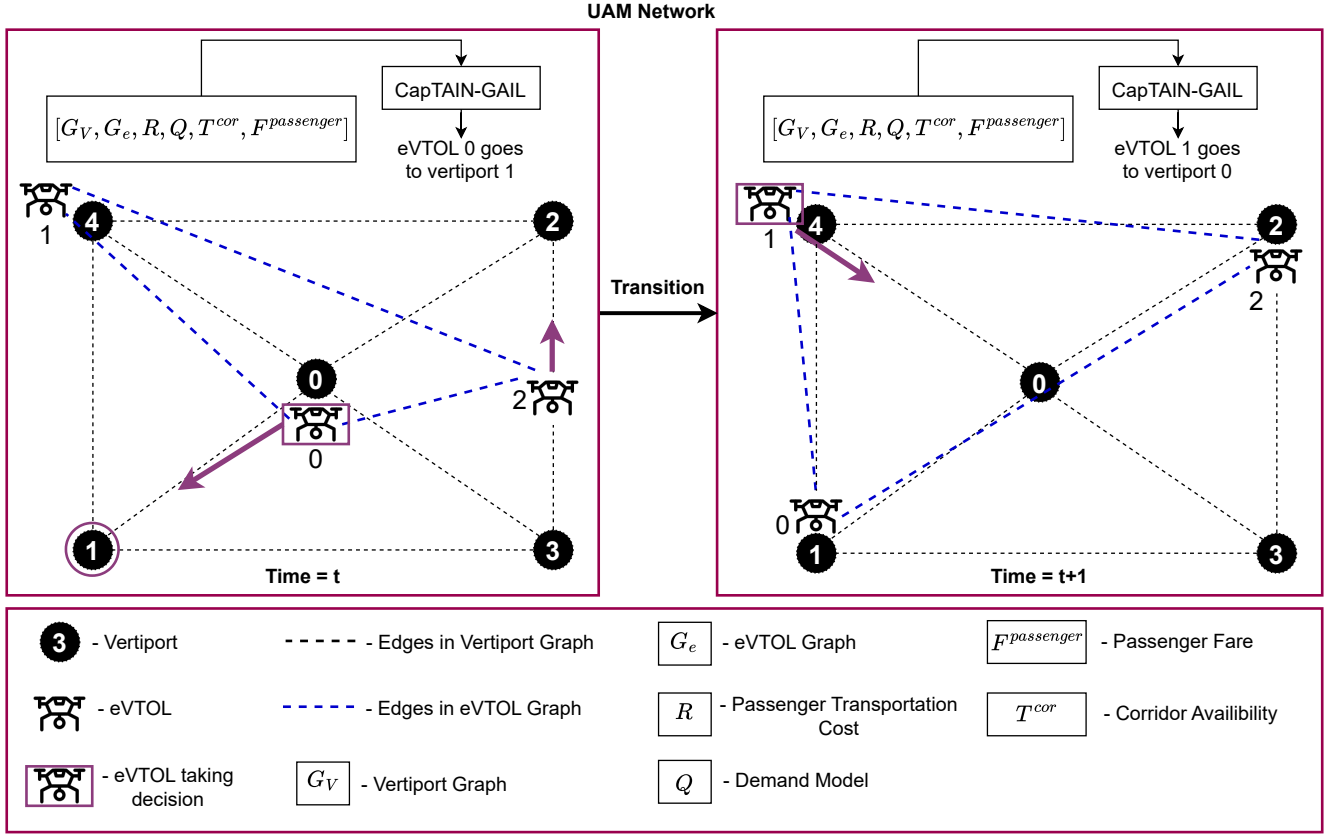 UAM Network
CapTAIN-GAIL
[G_V, G_e, R, Q, T^{cor}, F^{passenger}]
eVTOL 0 goes
to vertiport 1
1
4
2
0
2
0
1
3
Time = t
Transition
CapTAIN-GAIL
[G_V, G_e, R, Q, T^{cor}, F^{passenger}]
eVTOL 1 goes
to vertiport 0
1
4
2
2
0
0
1
3
Time = t+1
3 - Vertiport
- Edges in Vertiport Graph
G_e - eVTOL Graph
F^{passenger} - Passenger Fare
- eVTOL
- Edges in eVTOL Graph
R - Passenger Transportation
Cost
T^{cor} - Corridor Availibility
- eVTOL taking
decision
G_V - Vertiport Graph
Q - Demand Model